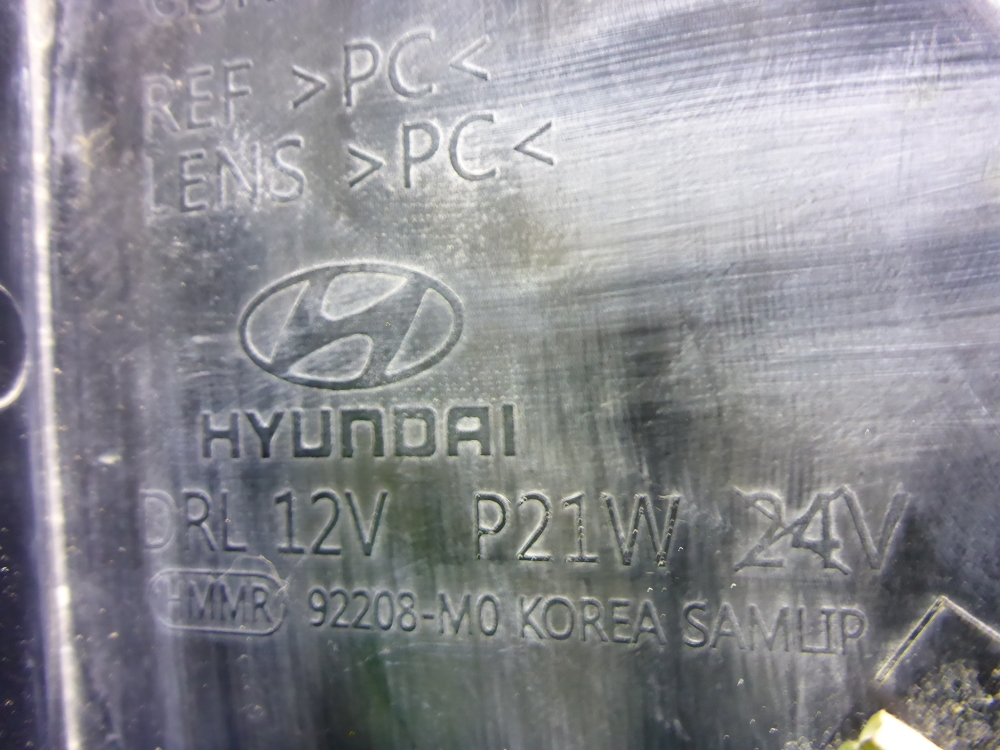 REF >PC<
LENS >PC<
HYUNDAI
DRL 12V P21W 24V
HMMR 92208-M0 KOREA SAMLIP